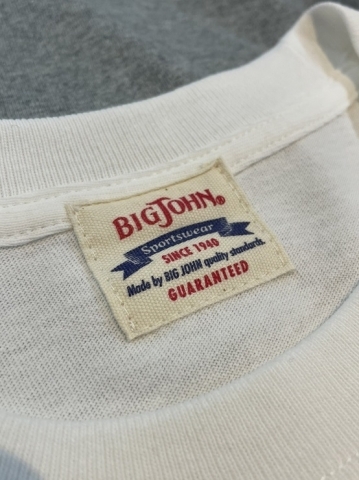 BIG JOHN®
Sportswear
SINCE 1940
Made by BIG JOHN quality standards.
GUARANTEED